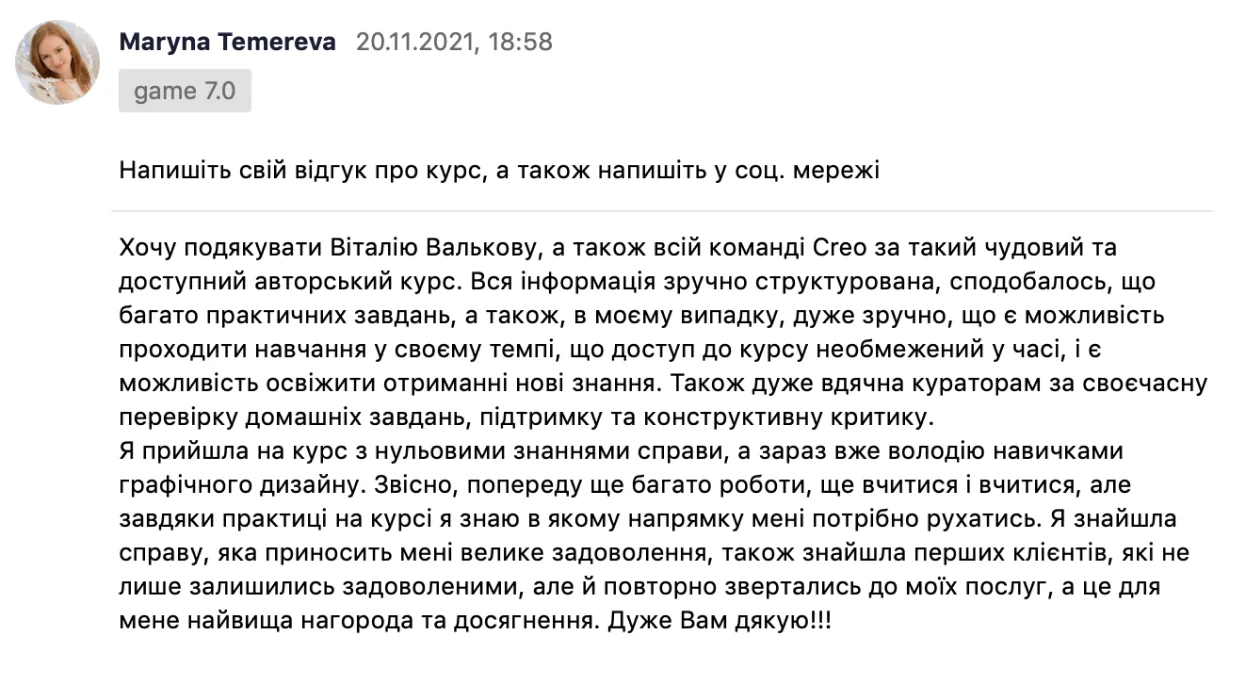 Maryna Temereva 20.11.2021, 18:58
game 7.0
Напишіть свій відгук про курс, а також напишіть у соц. мережі
Хочу подякувати Віталію Валькову, а також всій команді Creo за такий чудовий та
доступний авторський курс. Вся інформація зручно структурована, сподобалось, що
багато практичних завдань, а також, в моєму випадку, дуже зручно, що є можливість
проходити навчання у своєму темпі, що доступ до курсу необмежений у часі, і є
можливість освіжити отриманні нові знання. Також дуже вдячна кураторам за своєчасну
перевірку домашніх завдань, підтримку та конструктивну критику.
Я прийшла на курс з нульовими знаннями справи, а зараз вже володію навичками
графічного дизайну. Звісно, попереду ще багато роботи, ще вчитися і вчитися, але
завдяки практиці на курсі я знаю в якому напрямку мені потрібно рухатись. Я знайшла
справу, яка приносить мені велике задоволення, також знайшла перших клієнтів, які не
лише залишились задоволеними, але й повторно звертались до моїх послуг, а це для
мене найвища нагорода та досягнення. Дуже Вам дякую!!!